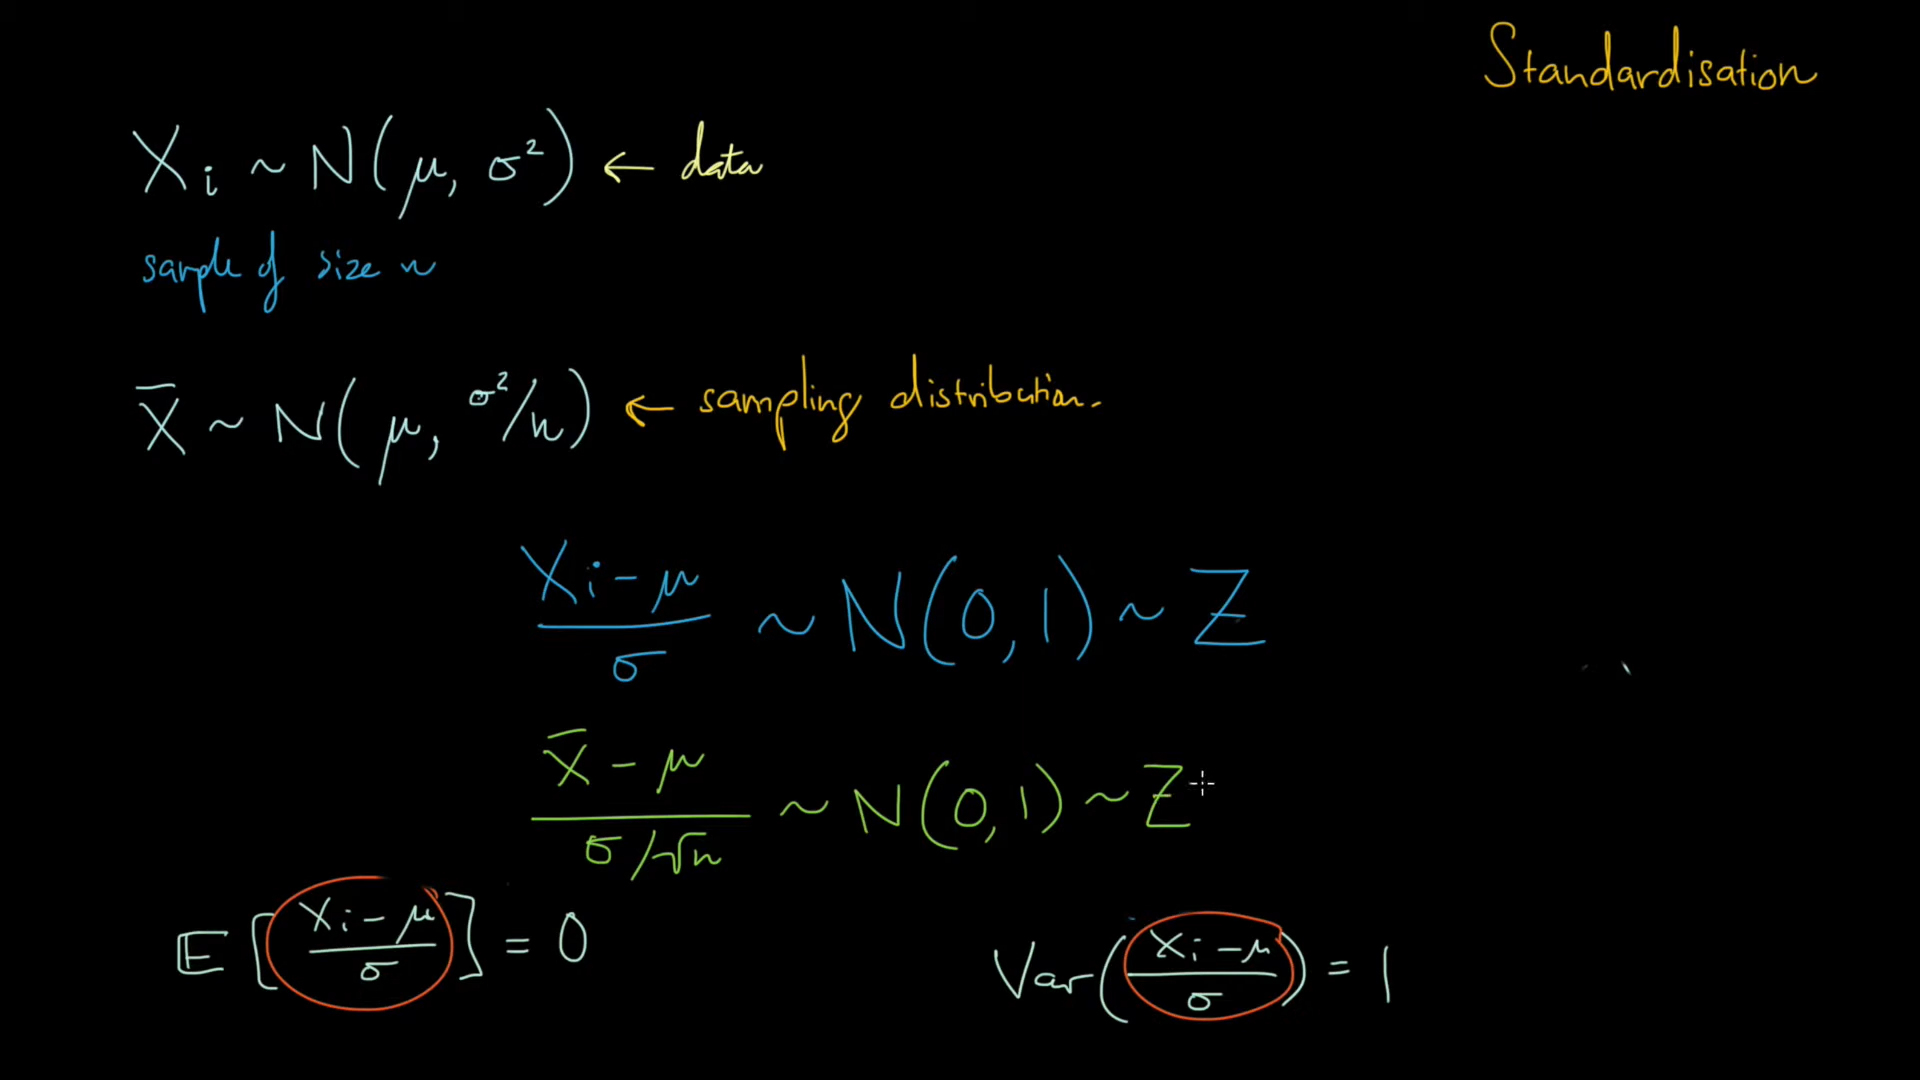 Standardisation
Xᵢ ~ N(μ, σ²) ← data
sample of size n
X̄ ~ N(μ, σ²/n) ← sampling distribution.
(Xᵢ - μ)/σ ~ N(0, 1) ~ Z
(X̄ - μ)/(σ/√n) ~ N(0, 1) ~ Z
E[(Xᵢ - μ)/σ] = 0
Var((Xᵢ - μ)/σ) = 1